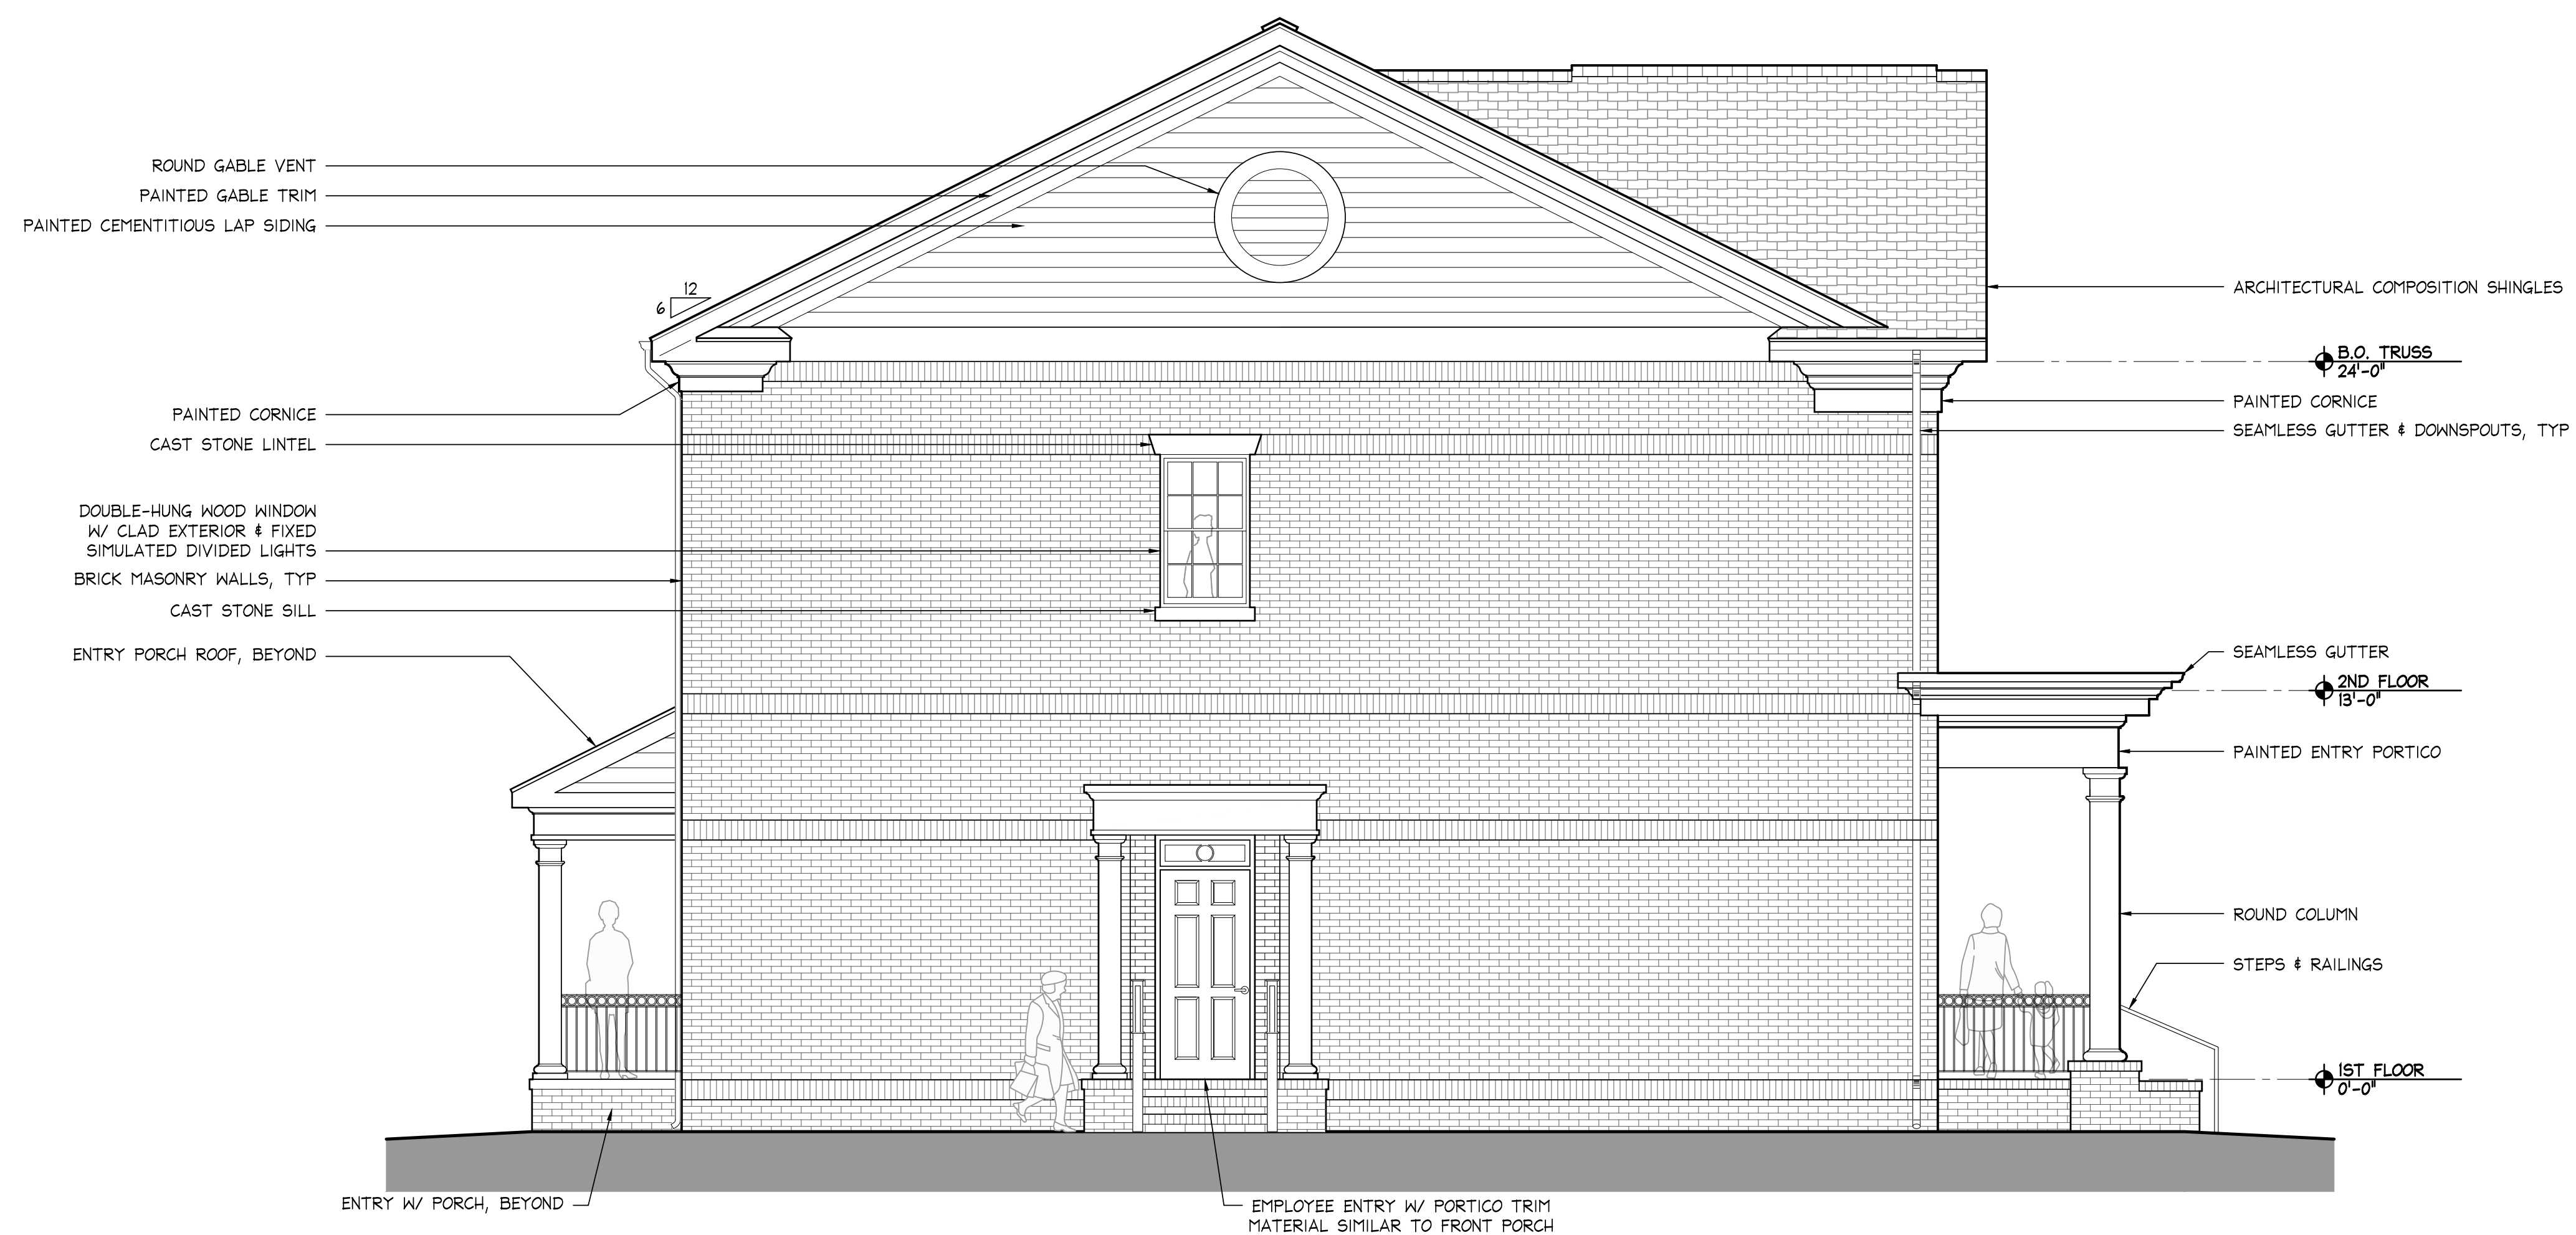 ROUND GABLE VENT
PAINTED GABLE TRIM
PAINTED CEMENTITIOUS LAP SIDING
12
6
PAINTED CORNICE
CAST STONE LINTEL
DOUBLE-HUNG WOOD WINDOW
W/ CLAD EXTERIOR & FIXED
SIMULATED DIVIDED LIGHTS
BRICK MASONRY WALLS, TYP
CAST STONE SILL
ENTRY PORCH ROOF, BEYOND
ENTRY W/ PORCH, BEYOND
EMPLOYEE ENTRY W/ PORTICO TRIM
MATERIAL SIMILAR TO FRONT PORCH
ARCHITECTURAL COMPOSITION SHINGLES
B.O. TRUSS
24'-0"
PAINTED CORNICE
SEAMLESS GUTTER & DOWNSPOUTS, TYP
SEAMLESS GUTTER
2ND FLOOR
13'-0"
PAINTED ENTRY PORTICO
ROUND COLUMN
STEPS & RAILINGS
1ST FLOOR
0'-0"